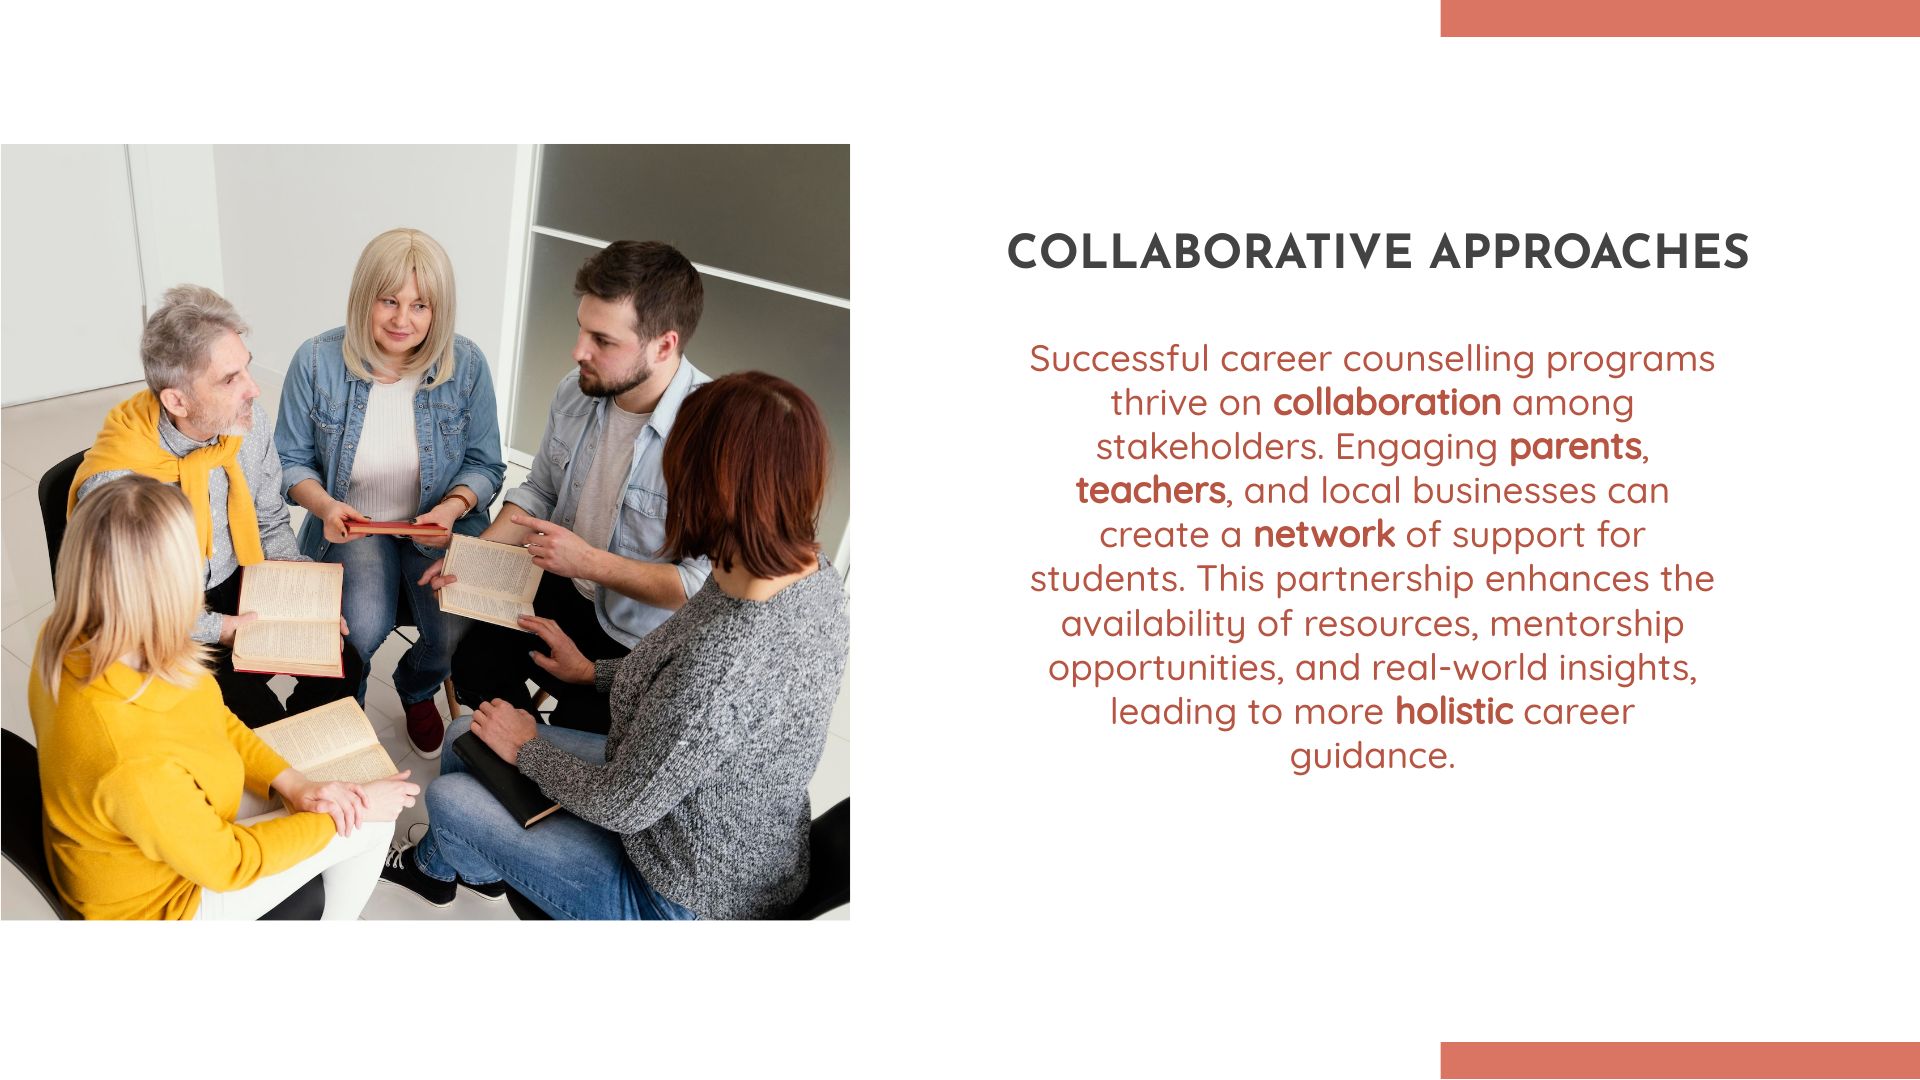 COLLABORATIVE APPROACHES
Successful career counselling programs
thrive on collaboration among
stakeholders. Engaging parents,
teachers, and local businesses can
create a network of support for
students. This partnership enhances the
availability of resources, mentorship
opportunities, and real-world insights,
leading to more holistic career
guidance.